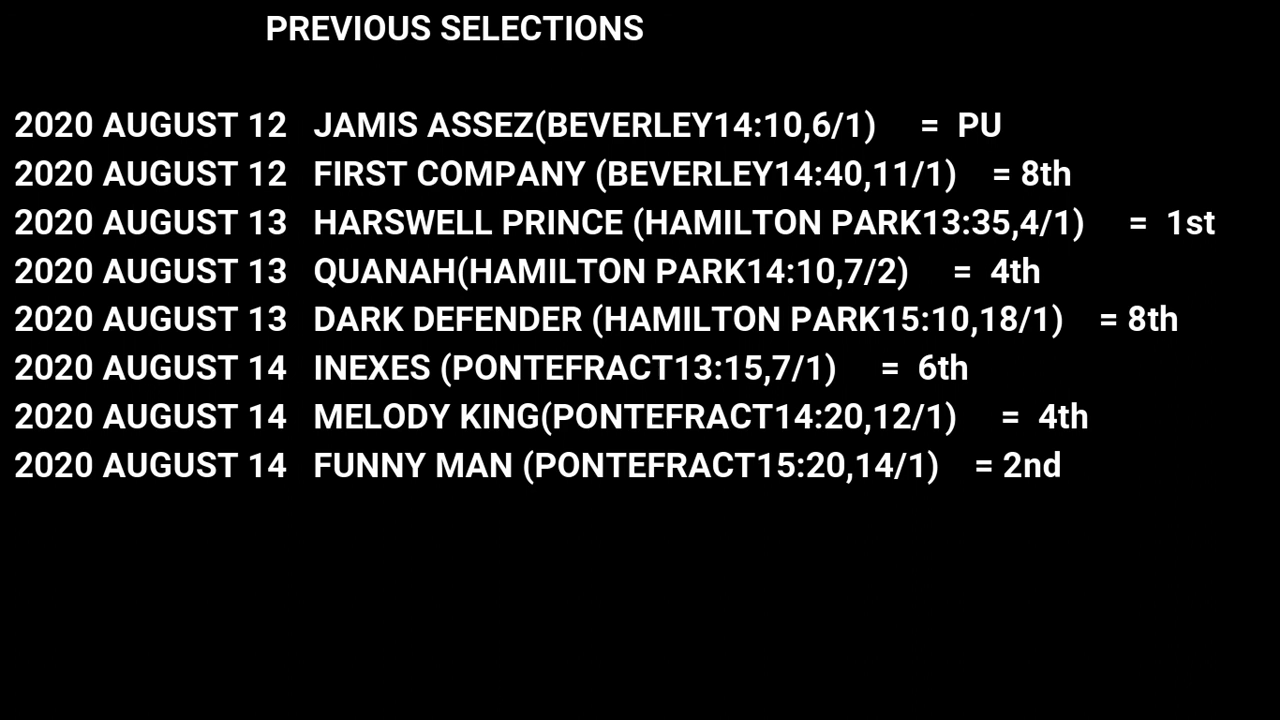 PREVIOUS SELECTIONS
2020 AUGUST 12 JAMIS ASSEZ(BEVERLEY14:10,6/1) = PU
2020 AUGUST 12 FIRST COMPANY (BEVERLEY14:40,11/1) = 8th
2020 AUGUST 13 HARSWELL PRINCE (HAMILTON PARK13:35,4/1) = 1st
2020 AUGUST 13 QUANAH(HAMILTON PARK14:10,7/2) = 4th
2020 AUGUST 13 DARK DEFENDER (HAMILTON PARK15:10,18/1) = 8th
2020 AUGUST 14 INEXES (PONTEFRACT13:15,7/1) = 6th
2020 AUGUST 14 MELODY KING(PONTEFRACT14:20,12/1) = 4th
2020 AUGUST 14 FUNNY MAN (PONTEFRACT15:20,14/1) = 2nd